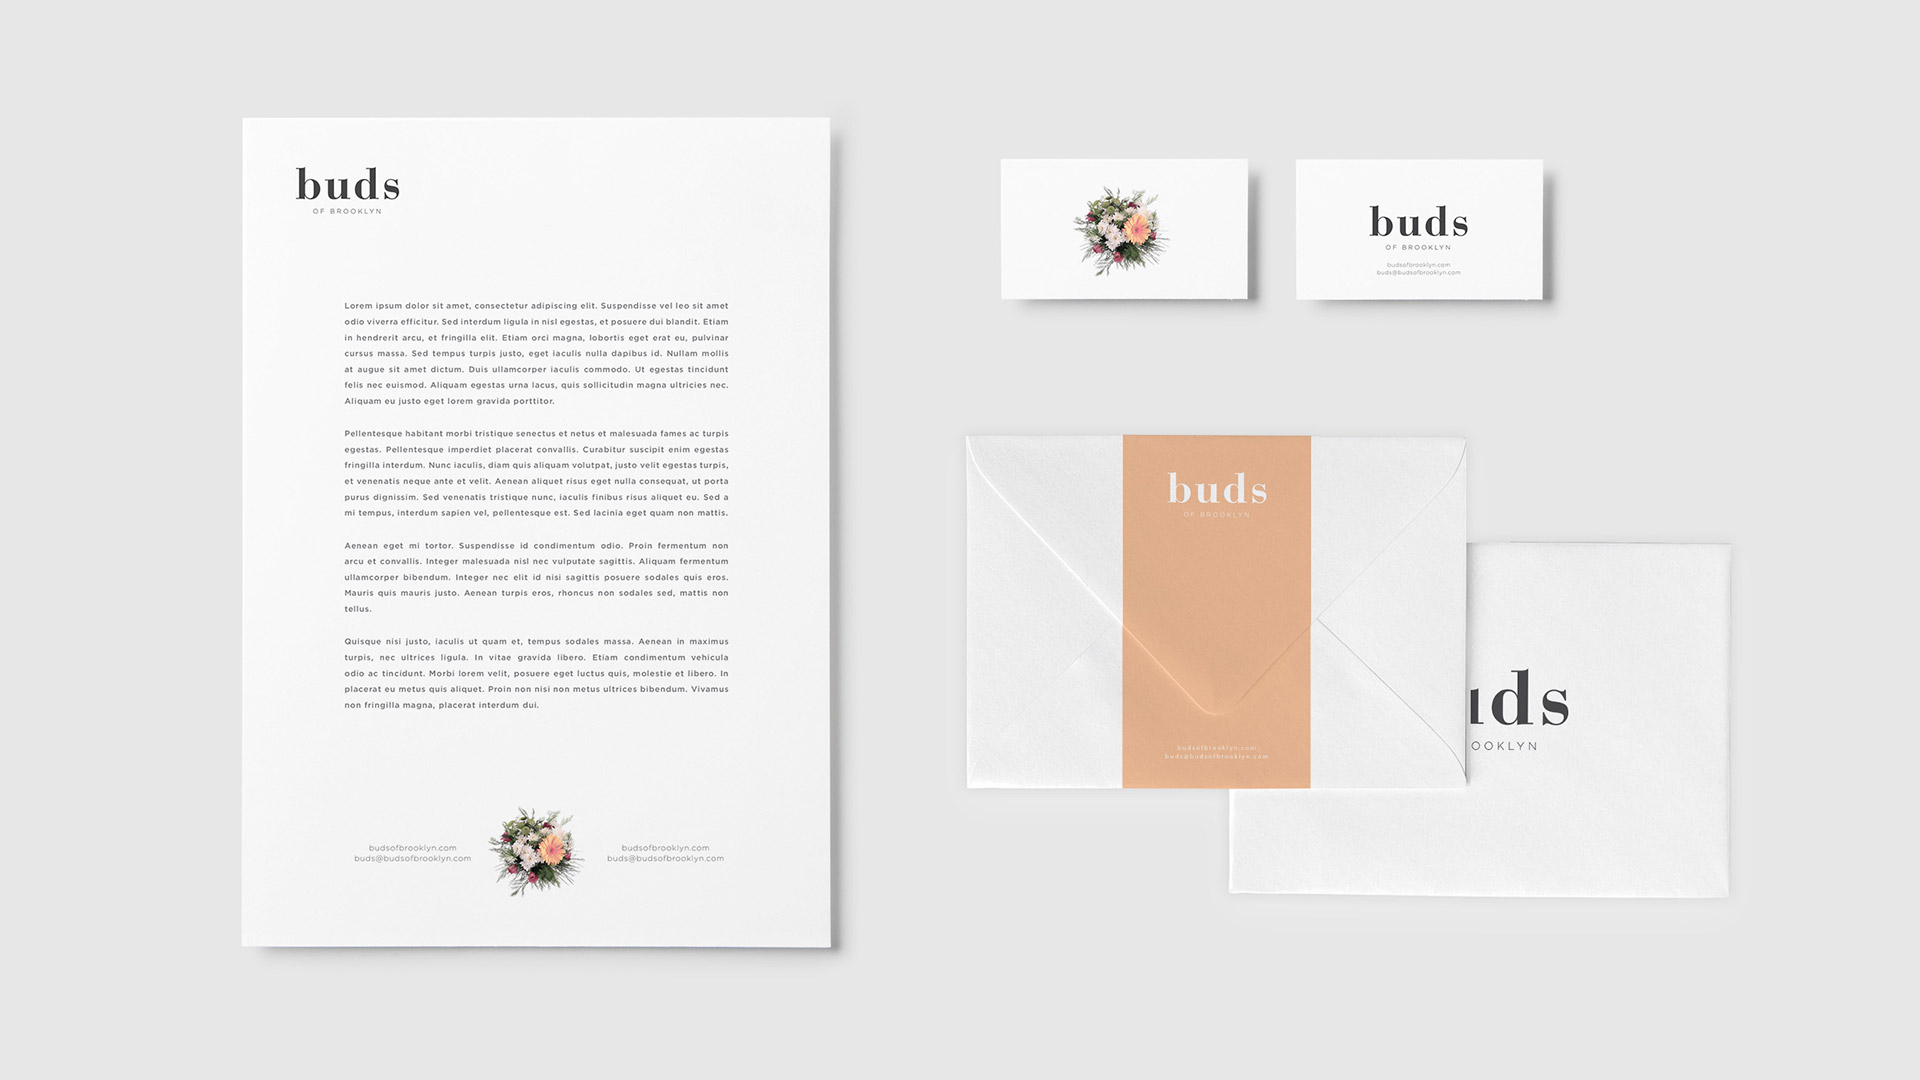 buds
OF BROOKLYN
Lorem ipsum dolor sit amet, consectetur adipiscing elit. Suspendisse vel leo sit amet
odio viverra efficitur. Sed interdum ligula in nisl egestas, et posuere dui blandit. Etiam
in hendrerit arcu, et fringilla elit. Etiam orci magna, lobortis eget erat eu, pulvinar
cursus massa. Sed tempus turpis justo, eget iaculis nulla dapibus id. Nullam mollis
at augue sit amet dictum. Duis ullamcorper iaculis commodo. Ut egestas tincidunt
felis nec euismod. Aliquam egestas urna lacus, quis sollicitudin magna ultricies nec.
Aliquam eu justo eget lorem gravida porttitor.
Pellentesque habitant morbi tristique senectus et netus et malesuada fames ac turpis
egestas. Pellentesque imperdiet placerat convallis. Curabitur suscipit enim egestas
fringilla interdum. Nunc iaculis, diam quis aliquam volutpat, justo velit egestas turpis,
et venenatis neque ante et velit. Aenean aliquet risus eget nulla consequat, ut porta
purus dignissim. Sed venenatis tristique nunc, iaculis finibus risus aliquet eu. Sed a
mi tempus, interdum sapien vel, pellentesque est. Sed lacinia eget quam non mattis.
Aenean eget mi tortor. Suspendisse id condimentum odio. Proin fermentum non
arcu et convallis. Integer malesuada nisl nec vulputate sagittis. Aliquam fermentum
ullamcorper bibendum. Integer nec elit id nisi sagittis posuere sodales quis eros.
Mauris quis mauris justo. Aenean turpis eros, rhoncus non sodales sed, mattis non
tellus.
Quisque nisi justo, iaculis ut quam et, tempus sodales massa. Aenean in maximus
turpis, nec ultrices ligula. In vitae gravida libero. Etiam condimentum vehicula
odio ac tincidunt. Morbi lorem velit, posuere eget luctus quis, molestie et libero. In
placerat eu metus quis aliquet. Proin non nisi non metus ultrices bibendum. Vivamus
non fringilla magna, placerat interdum dui.
budsofbrooklyn.com
buds@budsofbrooklyn.com
budsofbrooklyn.com
buds@budsofbrooklyn.com
buds
OF BROOKLYN
budsofbrooklyn.com
buds@budsofbrooklyn.com
buds
OF BROOKLYN
budsofbrooklyn.com
buds@budsofbrooklyn.com
uds
OOKLYN